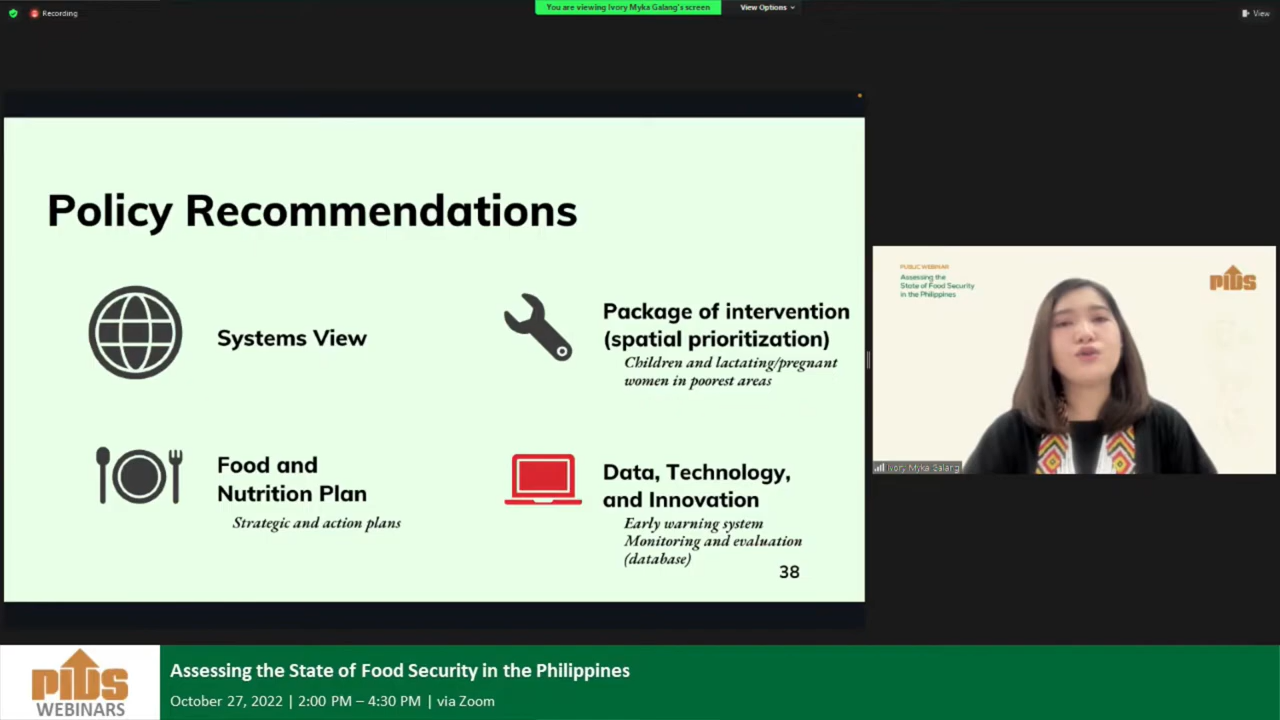 Recording
You are viewing Ivory Myka Galang's screen
View Options
View
Policy Recommendations
Systems View
Package of intervention
(spatial prioritization)
Children and lactating/pregnant
women in poorest areas
Food and
Nutrition Plan
Strategic and action plans
Data, Technology,
and Innovation
Early warning system
Monitoring and evaluation
(database)
38
PUBLIC WEBINAR
Assessing the
State of Food Security
in the Philippines
PIDS
Ivory Myka Galang
PIDS
WEBINARS
Assessing the State of Food Security in the Philippines
October 27, 2022 | 2:00 PM – 4:30 PM | via Zoom